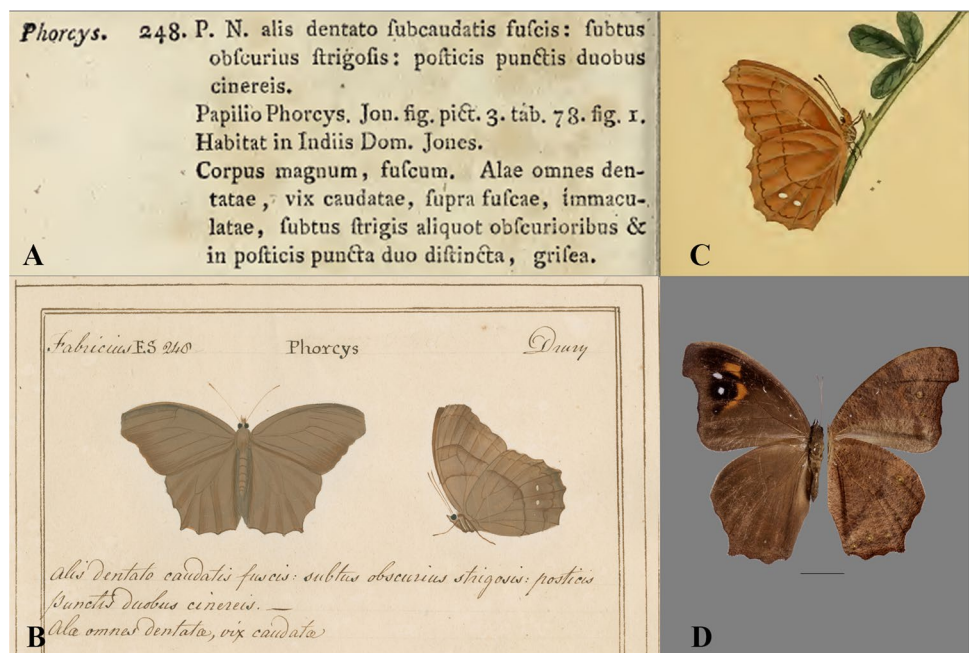 Phorcys. 248. P. N. alis dentato ſubcaudatis fuſcis: ſubtus
obſcurius ſtrigoſis: poſticis punctis duobus
cinereis.
Papilio Phorcys. Jon. fig. pict. 3. tab. 78. fig. 1.
Habitat in Indiis Dom. Jones.
Corpus magnum, fuſcum. Alae omnes den-
tatae, vix caudatae, ſupra fuſcae, immacu-
latae, ſubtus ſtrigis aliquot obſcurioribus &
in poſticis puncta duo diſtincta, griſea.
A
C
Fabricius ES 248 Phorcys Drury
alis dentato caudatis fuscis: subtus obscurius strigosis: posticis
punctis duobus cinereis. —
Alæ omnes dentatæ, vix caudatæ
B
D